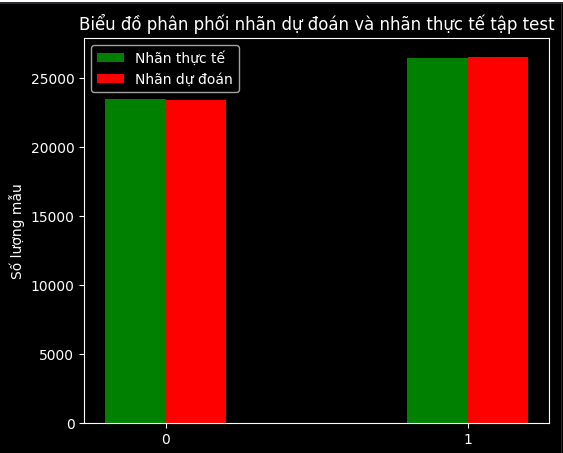 Biểu đồ phân phối nhãn dự đoán và nhãn thực tế tập test
Nhãn thực tế
Nhãn dự đoán
Số lượng mẫu
25000
20000
15000
10000
5000
0
0 1